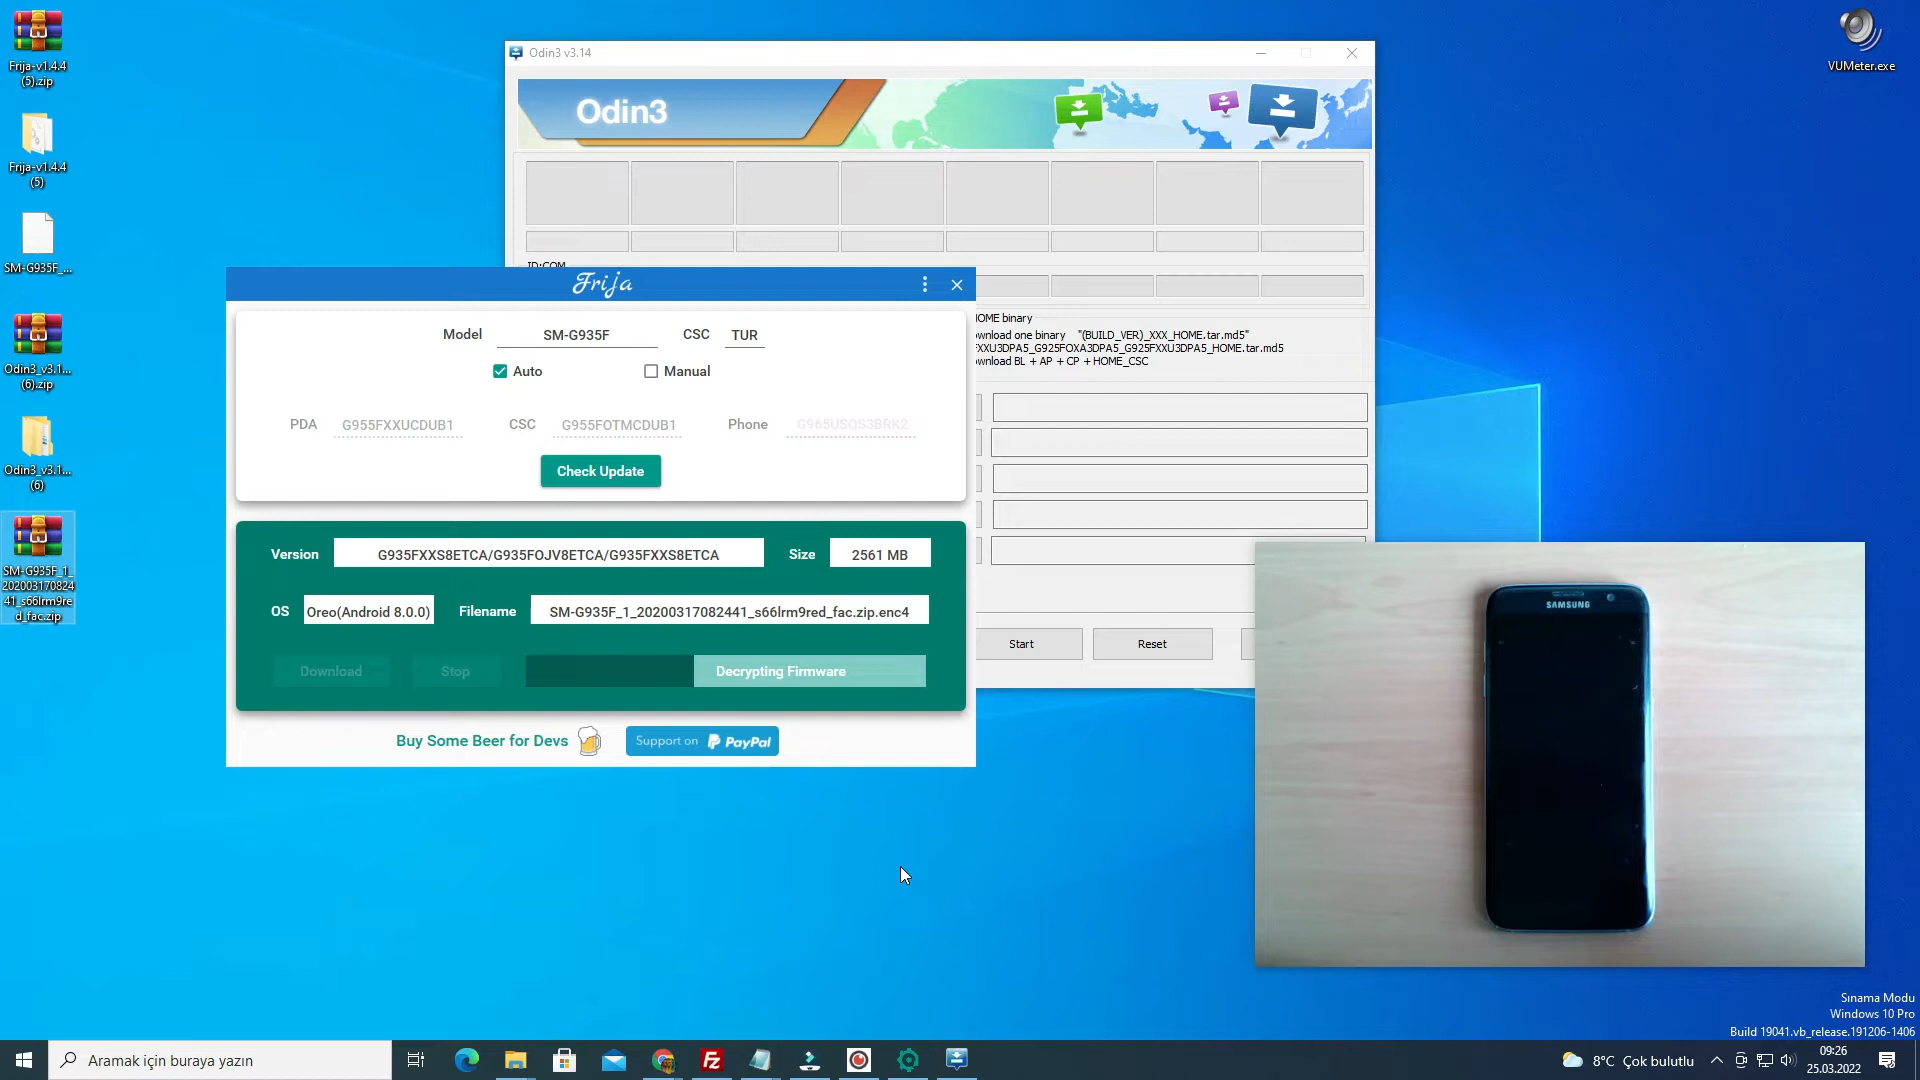 Frija-v1.4.4
(5).zip
Frija-v1.4.4
(5)
SM-G935F_...
Odin3_v3.1...
(6).zip
Odin3_v3.1...
(6)
SM-G935F_1_
202003170824
41_s66lrm9re
d_fac.zip
VUMeter.exe
Odin3 v3.14
Odin3
ID:COM
HOME binary
ownload one binary "(BUILD_VER)_XXX_HOME.tar.md5"
FXXU3DPA5_G925FOXA3DPA5_G925FXXU3DPA5_HOME.tar.md5
ownload BL + AP + CP + HOME_CSC
Start
Reset
Frija
Model SM-G935F CSC TUR
Auto Manual
PDA G955FXXUCDUB1 CSC G955FOTMCDUB1 Phone G965USQS3BRK2
Check Update
Version G935FXXS8ETCA/G935FOJV8ETCA/G935FXXS8ETCA Size 2561 MB
OS Oreo(Android 8.0.0) Filename SM-G935F_1_20200317082441_s66lrm9red_fac.zip.enc4
Download Stop Decrypting Firmware
Buy Some Beer for Devs Support on PayPal
SAMSUNG
Sınama Modu
Windows 10 Pro
Build 19041.vb_release.191206-1406
Aramak için buraya yazın
8°C Çok bulutlu
09:26
25.03.2022